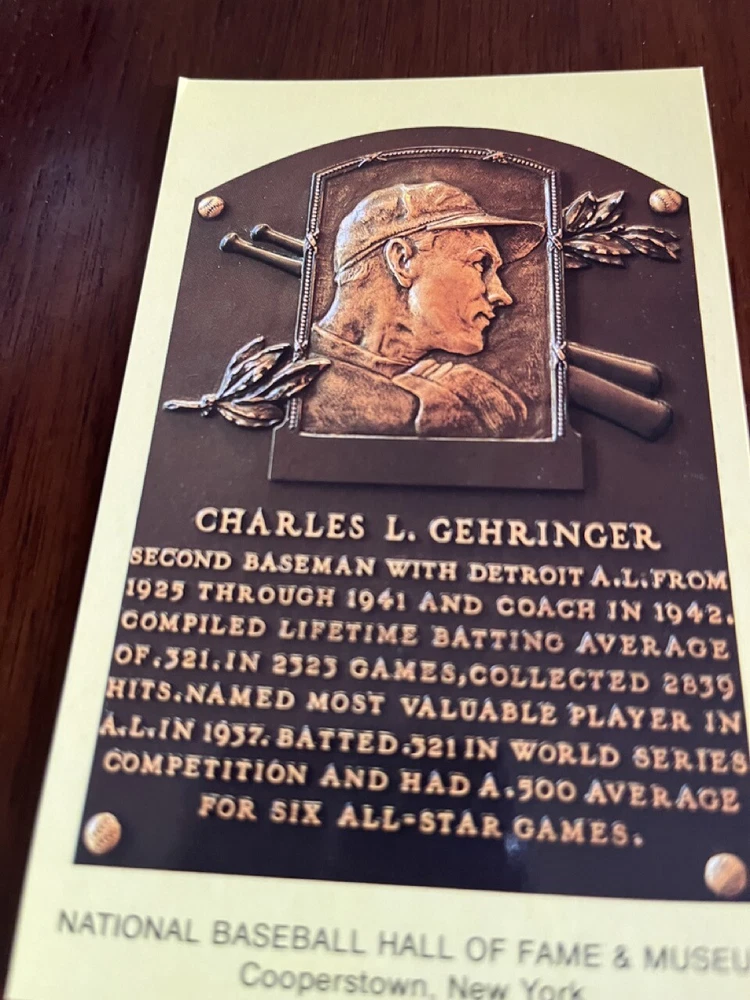 CHARLES L. GEHRINGER
SECOND BASEMAN WITH DETROIT A.L. FROM
1925 THROUGH 1941 AND COACH IN 1942.
COMPILED LIFETIME BATTING AVERAGE
OF .321. IN 2323 GAMES, COLLECTED 2839
HITS. NAMED MOST VALUABLE PLAYER IN
A.L. IN 1937. BATTED .321 IN WORLD SERIES
COMPETITION AND HAD A .500 AVERAGE
FOR SIX ALL-STAR GAMES.
NATIONAL BASEBALL HALL OF FAME & MUSEU
Cooperstown, New York